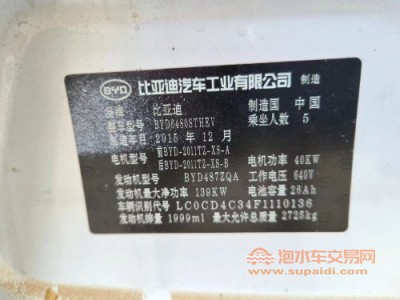 BYD 比亚迪汽车工业有限公司 制造
品牌 比亚迪 制造国 中国
整车型号 BYD6480STHEV 乘坐人数 5
制造年月 2015 年 12 月
电机型号 前BYD-2011TZ-XS-A 电机功率 40KW
后BYD-2011TZ-XS-B 工作电压 640V
发动机型号 BYD487ZQA 电池容量 26Ah
发动机最大净功率 139KW
车辆识别代号 LC0CD4C34F1110136
发动机排量 1999ml 最大允许总质量 2725kg
泡水车交易网
www.supaidi.com